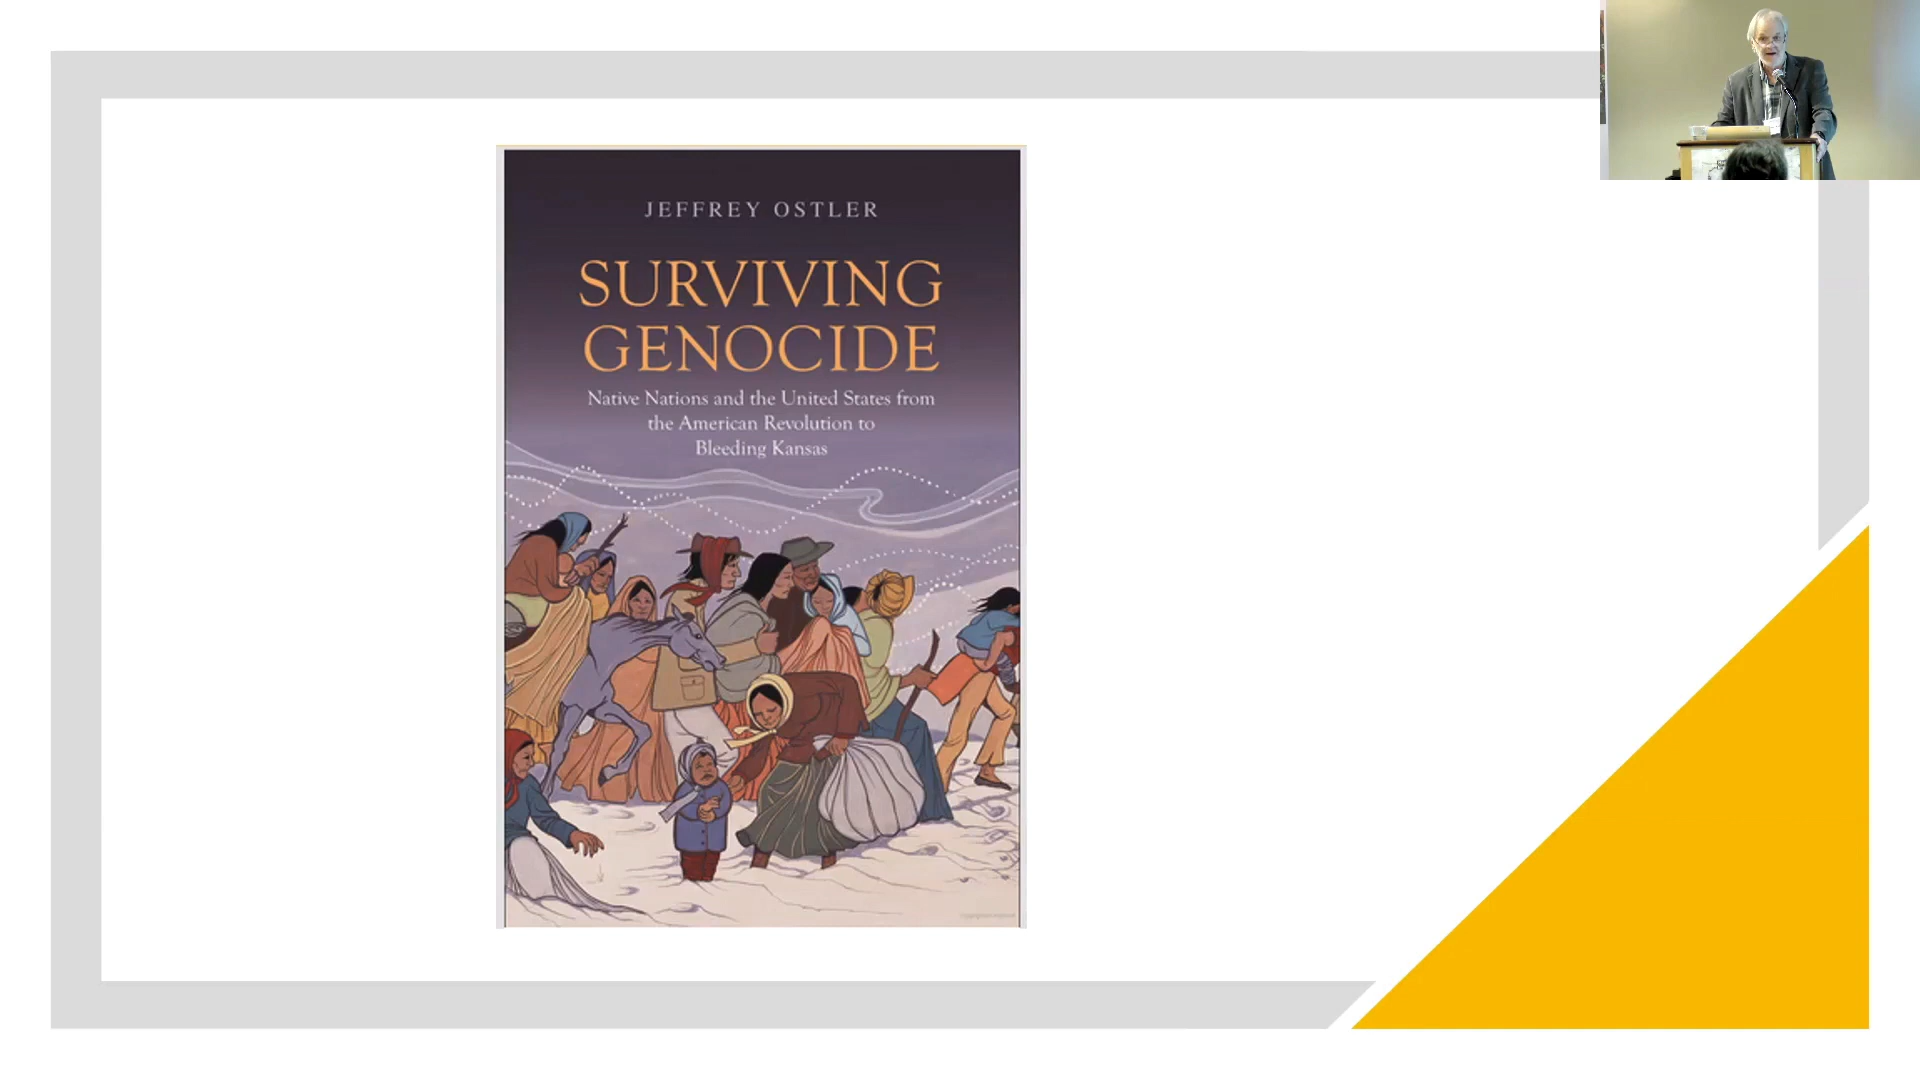 JEFFREY OSTLER
SURVIVING
GENOCIDE
Native Nations and the United States from
the American Revolution to
Bleeding Kansas